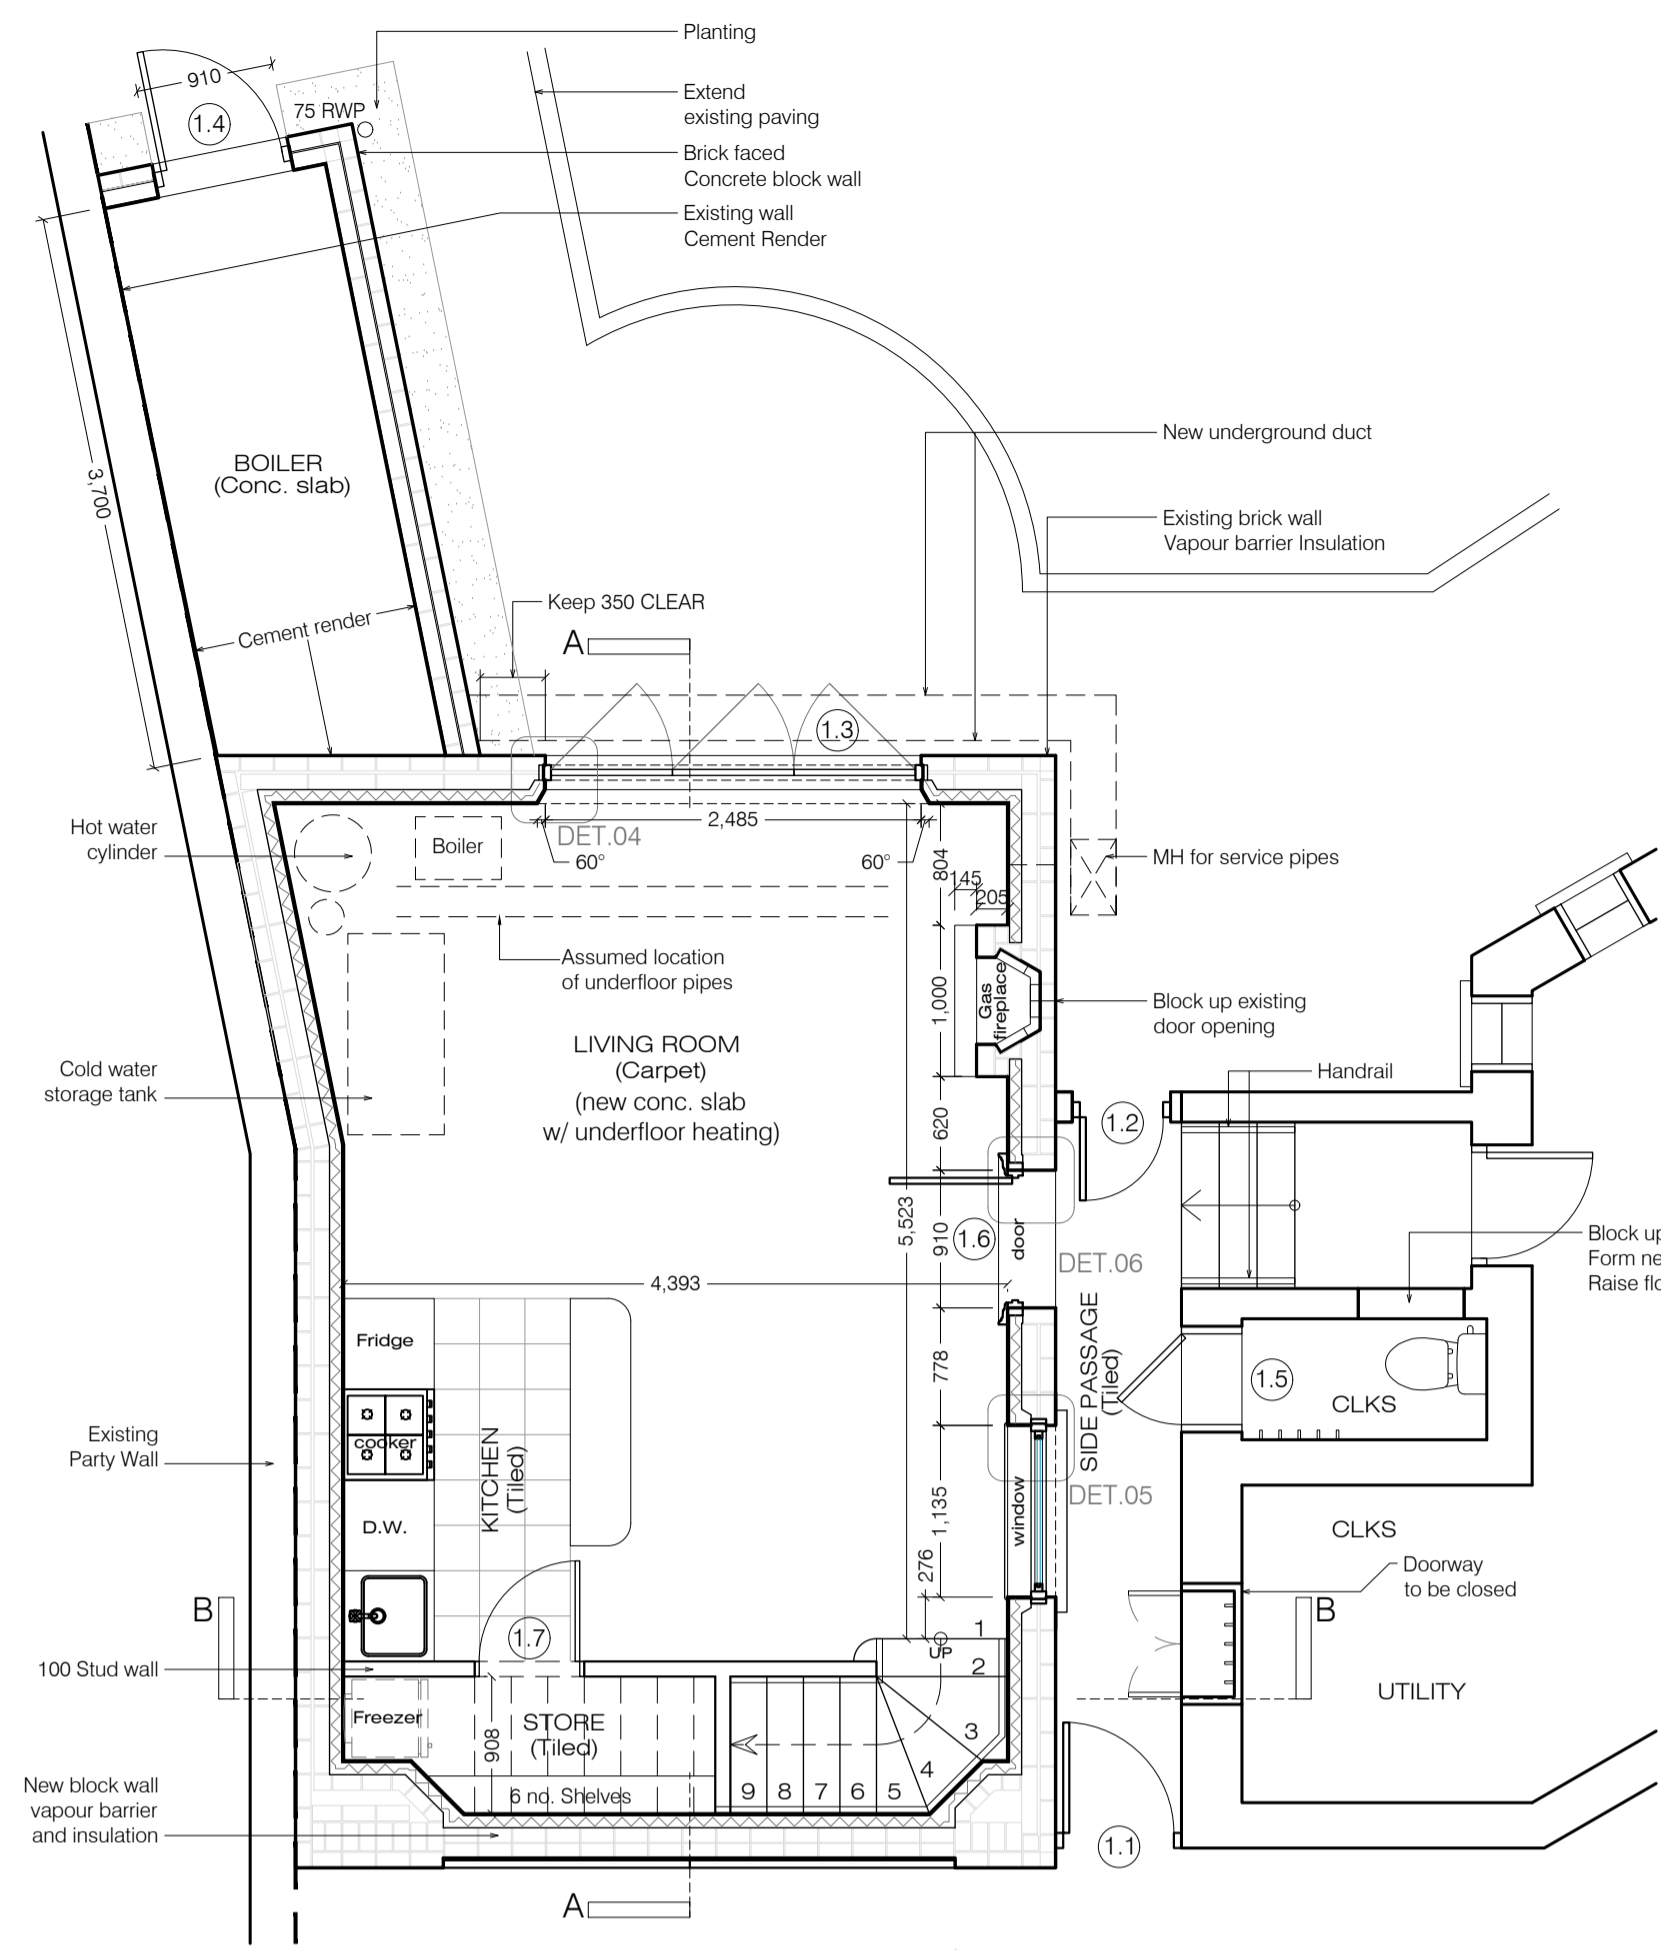 Planting
910
Extend
existing paving
75 RWP
1.4
Brick faced
Concrete block wall
Existing wall
Cement Render
New underground duct
BOILER
(Conc. slab)
3,700
Existing brick wall
Vapour barrier Insulation
Keep 350 CLEAR
Cement render
A
1.3
2,485
Hot water
cylinder
Boiler
DET.04
60°
60°
804
MH for service pipes
145
205
Assumed location
of underfloor pipes
Gas
fireplace
1,000
Block up existing
door opening
LIVING ROOM
(Carpet)
(new conc. slab
w/ underfloor heating)
Cold water
storage tank
Handrail
620
1.2
5,523
910
1.6
door
DET.06
Block up
4,393
SIDE PASSAGE
(Tiled)
Fridge
778
1.5
CLKS
cooker
KITCHEN
(Tiled)
Existing
Party Wall
DET.05
1,135
window
D.W.
CLKS
276
Doorway
to be closed
B
B
1.7
UP
1
2
3
4
5
6
7
8
9
100 Stud wall
UTILITY
Freezer
908
STORE
(Tiled)
6 no. Shelves
New block wall
vapour barrier
and insulation
1.1
A